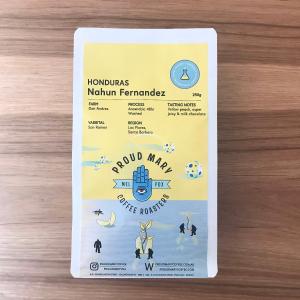 HONDURAS
Nahun Fernandez
250g
FARM
Don Andres
PROCESS
Anaerobic 48hr
Washed
TASTING NOTES
Yellow peach, super
juicy & milk chocolate
VARIETAL
San Ramon
REGION
Las Flores,
Santa Barbara
PROUD MARY
MEL
PDX
COFFEE ROASTERS